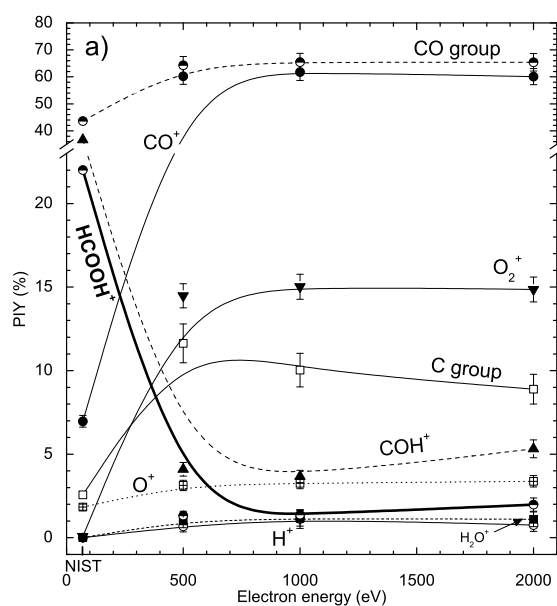 a)
80
70
60
50
40
20
15
10
5
0
PIY (%)
CO group
CO⁺
HCOOH⁺
O₂⁺
C group
COH⁺
O⁺
H⁺
H₂O⁺
0 500 1000 1500 2000
NIST
Electron energy (eV)